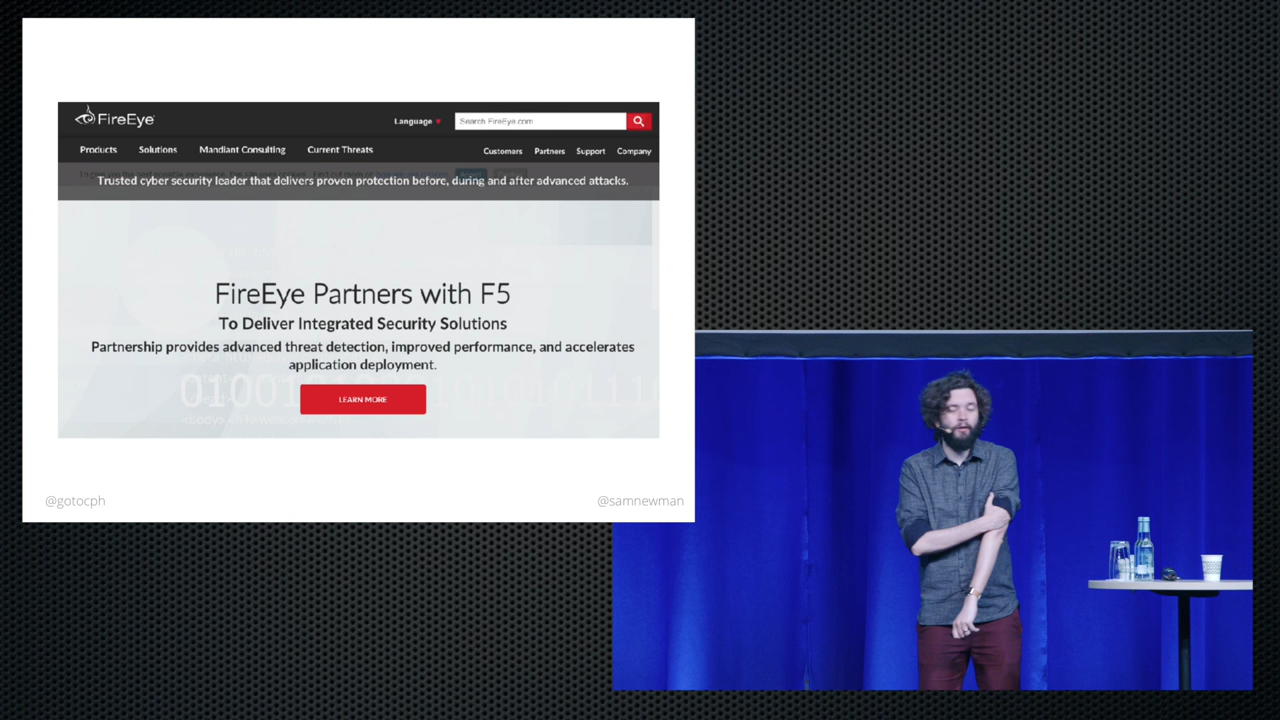 FireEye
Language
Search FireEye.com
Products Solutions Mandiant Consulting Current Threats
Customers Partners Support Company
Trusted cyber security leader that delivers proven protection before, during and after advanced attacks.
FireEye Partners with F5
To Deliver Integrated Security Solutions
Partnership provides advanced threat detection, improved performance, and accelerates
application deployment.
LEARN MORE
@gotocph
@samnewman